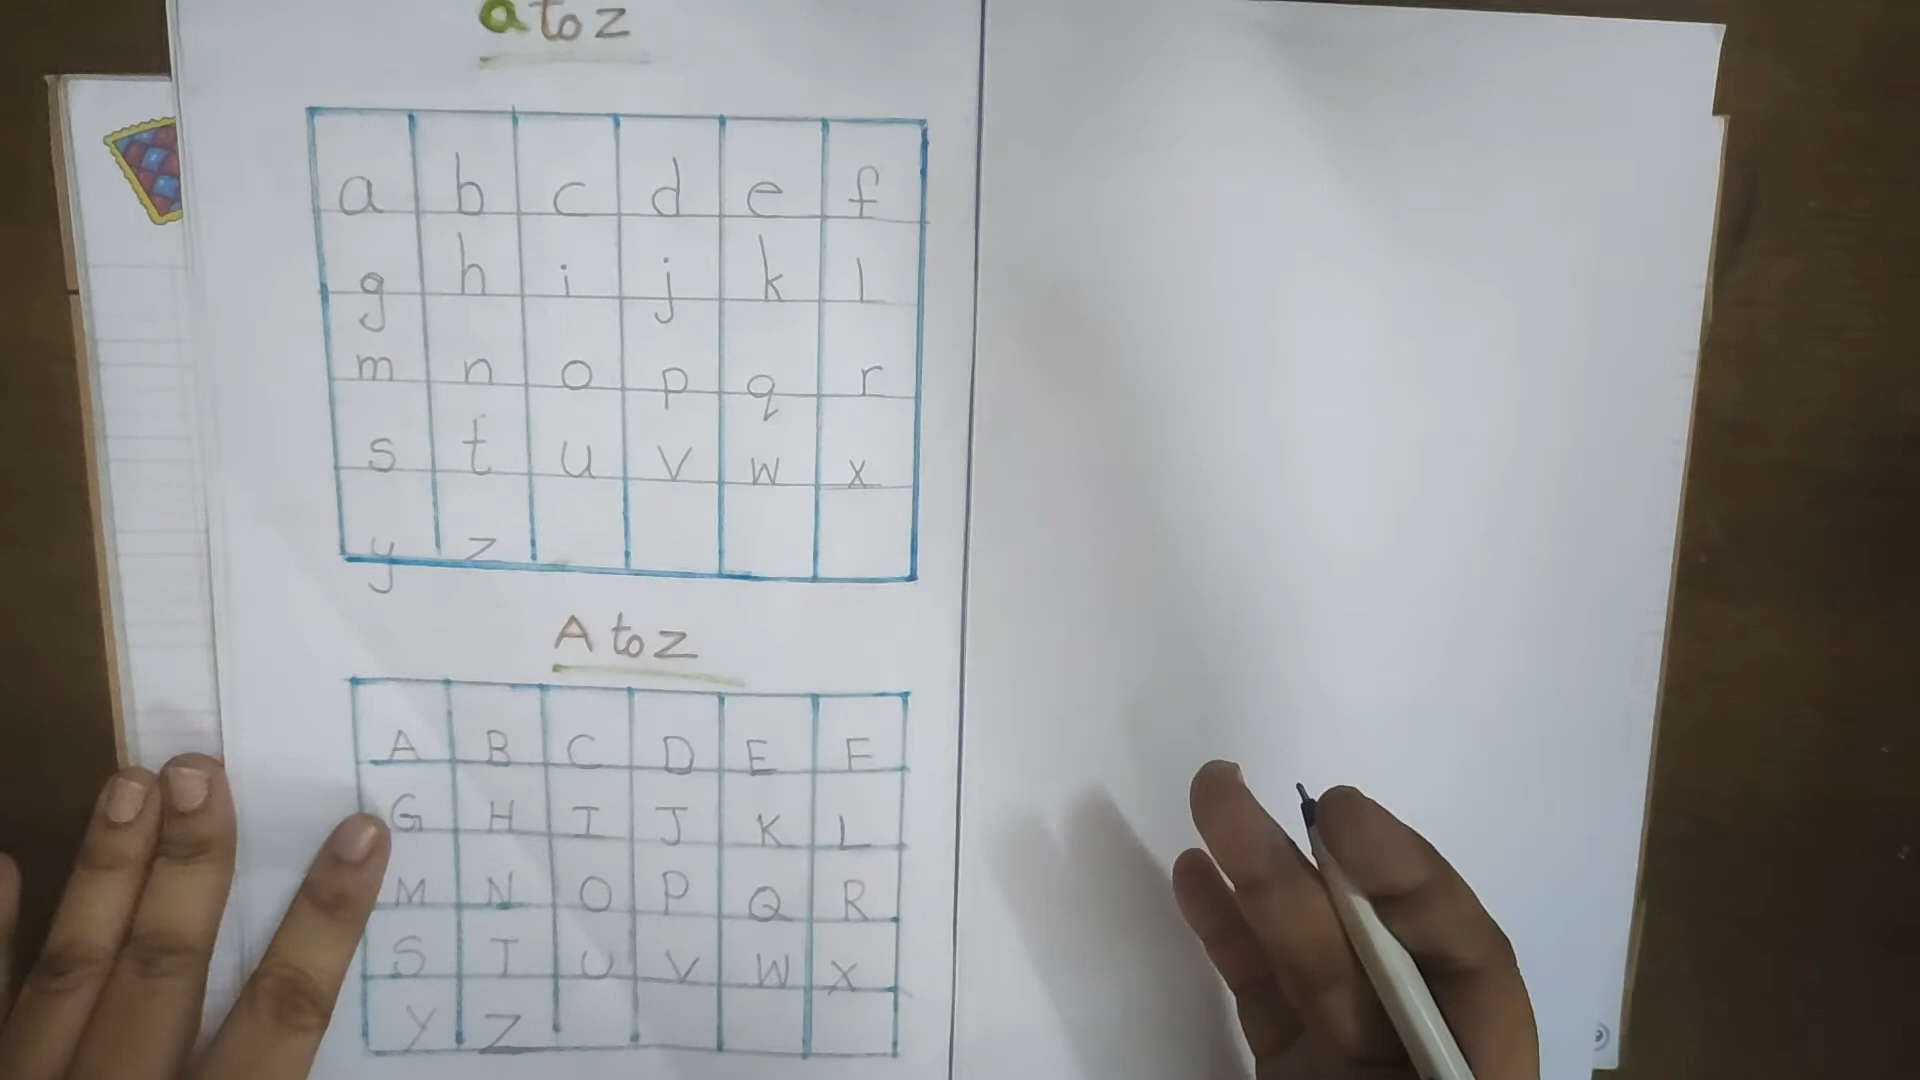 a to z
a b c d e f
g h i j k l
m n o p q r
s t u v w x
y z
A to Z
A B C D E F
G H I J K L
M N O P Q R
S T U V W X
Y Z